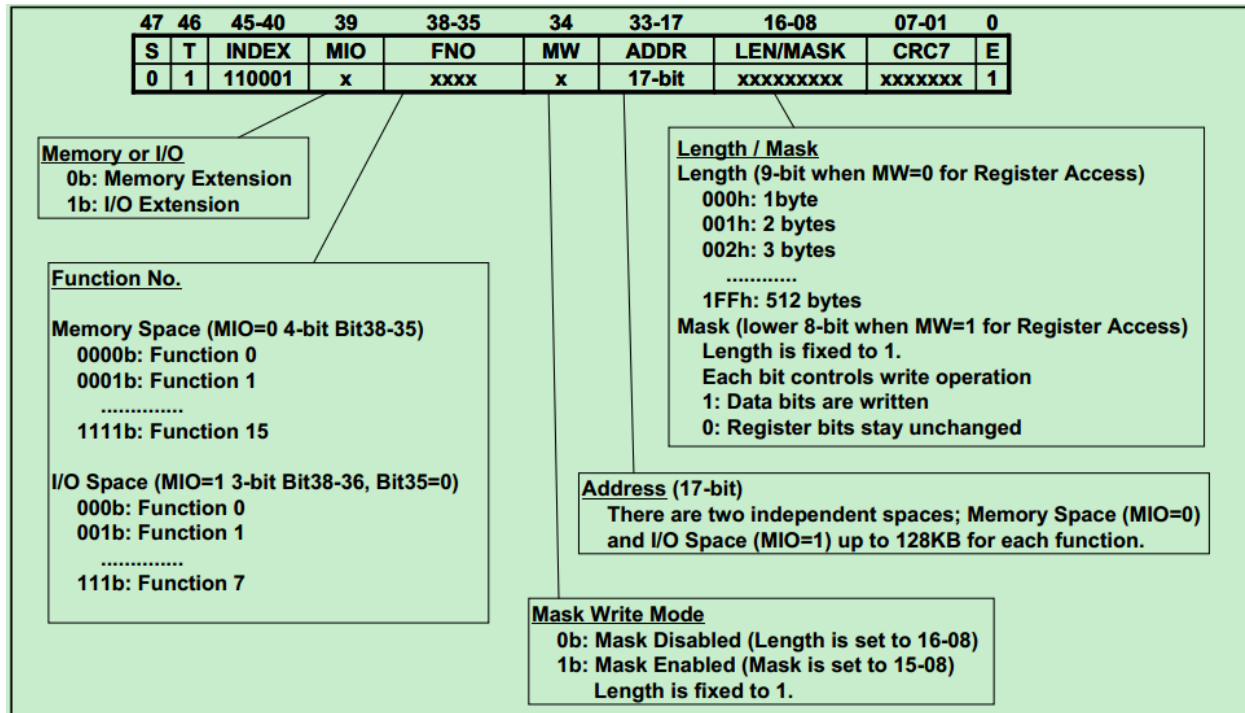 47 46 45-40 39 38-35 34 33-17 16-08 07-01 0
S T INDEX MIO FNO MW ADDR LEN/MASK CRC7 E
0 1 110001 x xxxx x 17-bit xxxxxxxxx xxxxxxx 1
Memory or I/O
0b: Memory Extension
1b: I/O Extension
Function No.
Memory Space (MIO=0 4-bit Bit38-35)
0000b: Function 0
0001b: Function 1
..............
1111b: Function 15
I/O Space (MIO=1 3-bit Bit38-36, Bit35=0)
000b: Function 0
001b: Function 1
..............
111b: Function 7
Length / Mask
Length (9-bit when MW=0 for Register Access)
000h: 1byte
001h: 2 bytes
002h: 3 bytes
............
1FFh: 512 bytes
Mask (lower 8-bit when MW=1 for Register Access)
Length is fixed to 1.
Each bit controls write operation
1: Data bits are written
0: Register bits stay unchanged
Address (17-bit)
There are two independent spaces; Memory Space (MIO=0)
and I/O Space (MIO=1) up to 128KB for each function.
Mask Write Mode
0b: Mask Disabled (Length is set to 16-08)
1b: Mask Enabled (Mask is set to 15-08)
Length is fixed to 1.